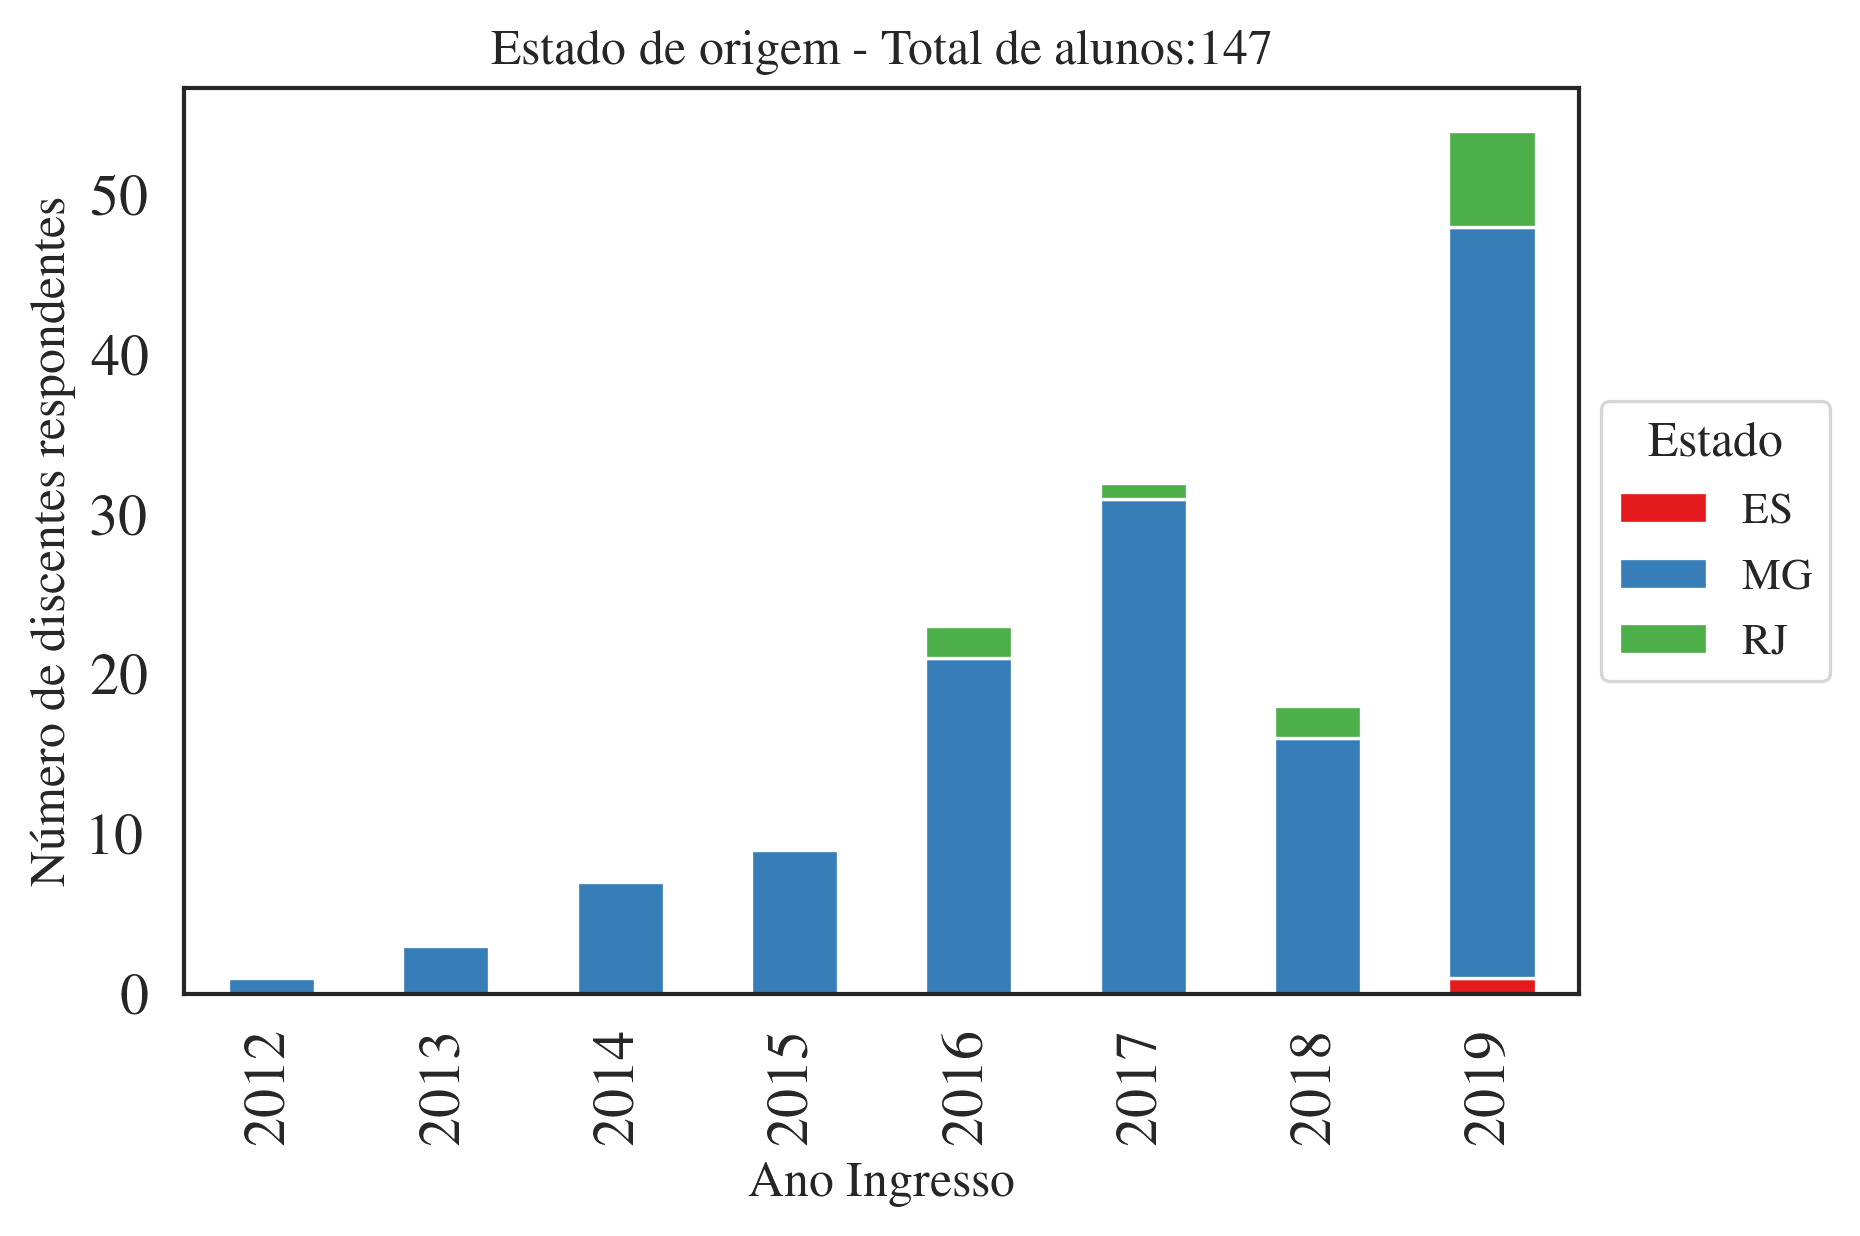 Estado de origem - Total de alunos:147
Número de discentes respondentes
50
40
30
20
10
0
2012
2013
2014
2015
2016
2017
2018
2019
Ano Ingresso
Estado
ES
MG
RJ